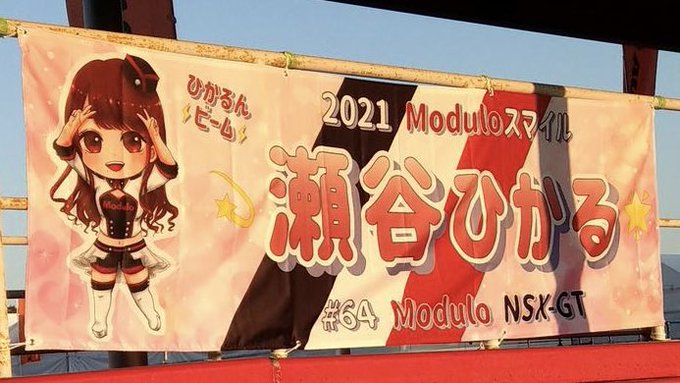 ひかるん
ビーム
2021 Moduloスマイル
瀬谷ひかる
#64 Modulo NSX-GT
Modulo